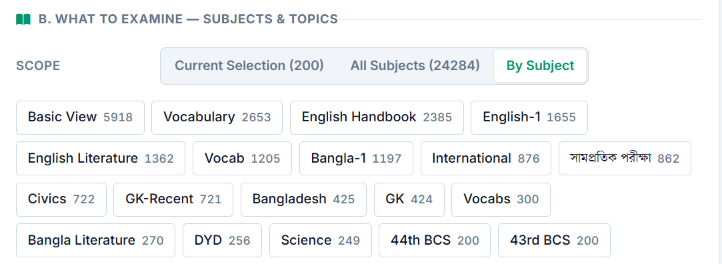 B. WHAT TO EXAMINE — SUBJECTS & TOPICS
SCOPE Current Selection (200) All Subjects (24284) By Subject
Basic View 5918 Vocabulary 2653 English Handbook 2385 English-1 1655
English Literature 1362 Vocab 1205 Bangla-1 1197 International 876 সামপ্রতিক পরীক্ষা 862
Civics 722 GK-Recent 721 Bangladesh 425 GK 424 Vocabs 300
Bangla Literature 270 DYD 256 Science 249 44th BCS 200 43rd BCS 200